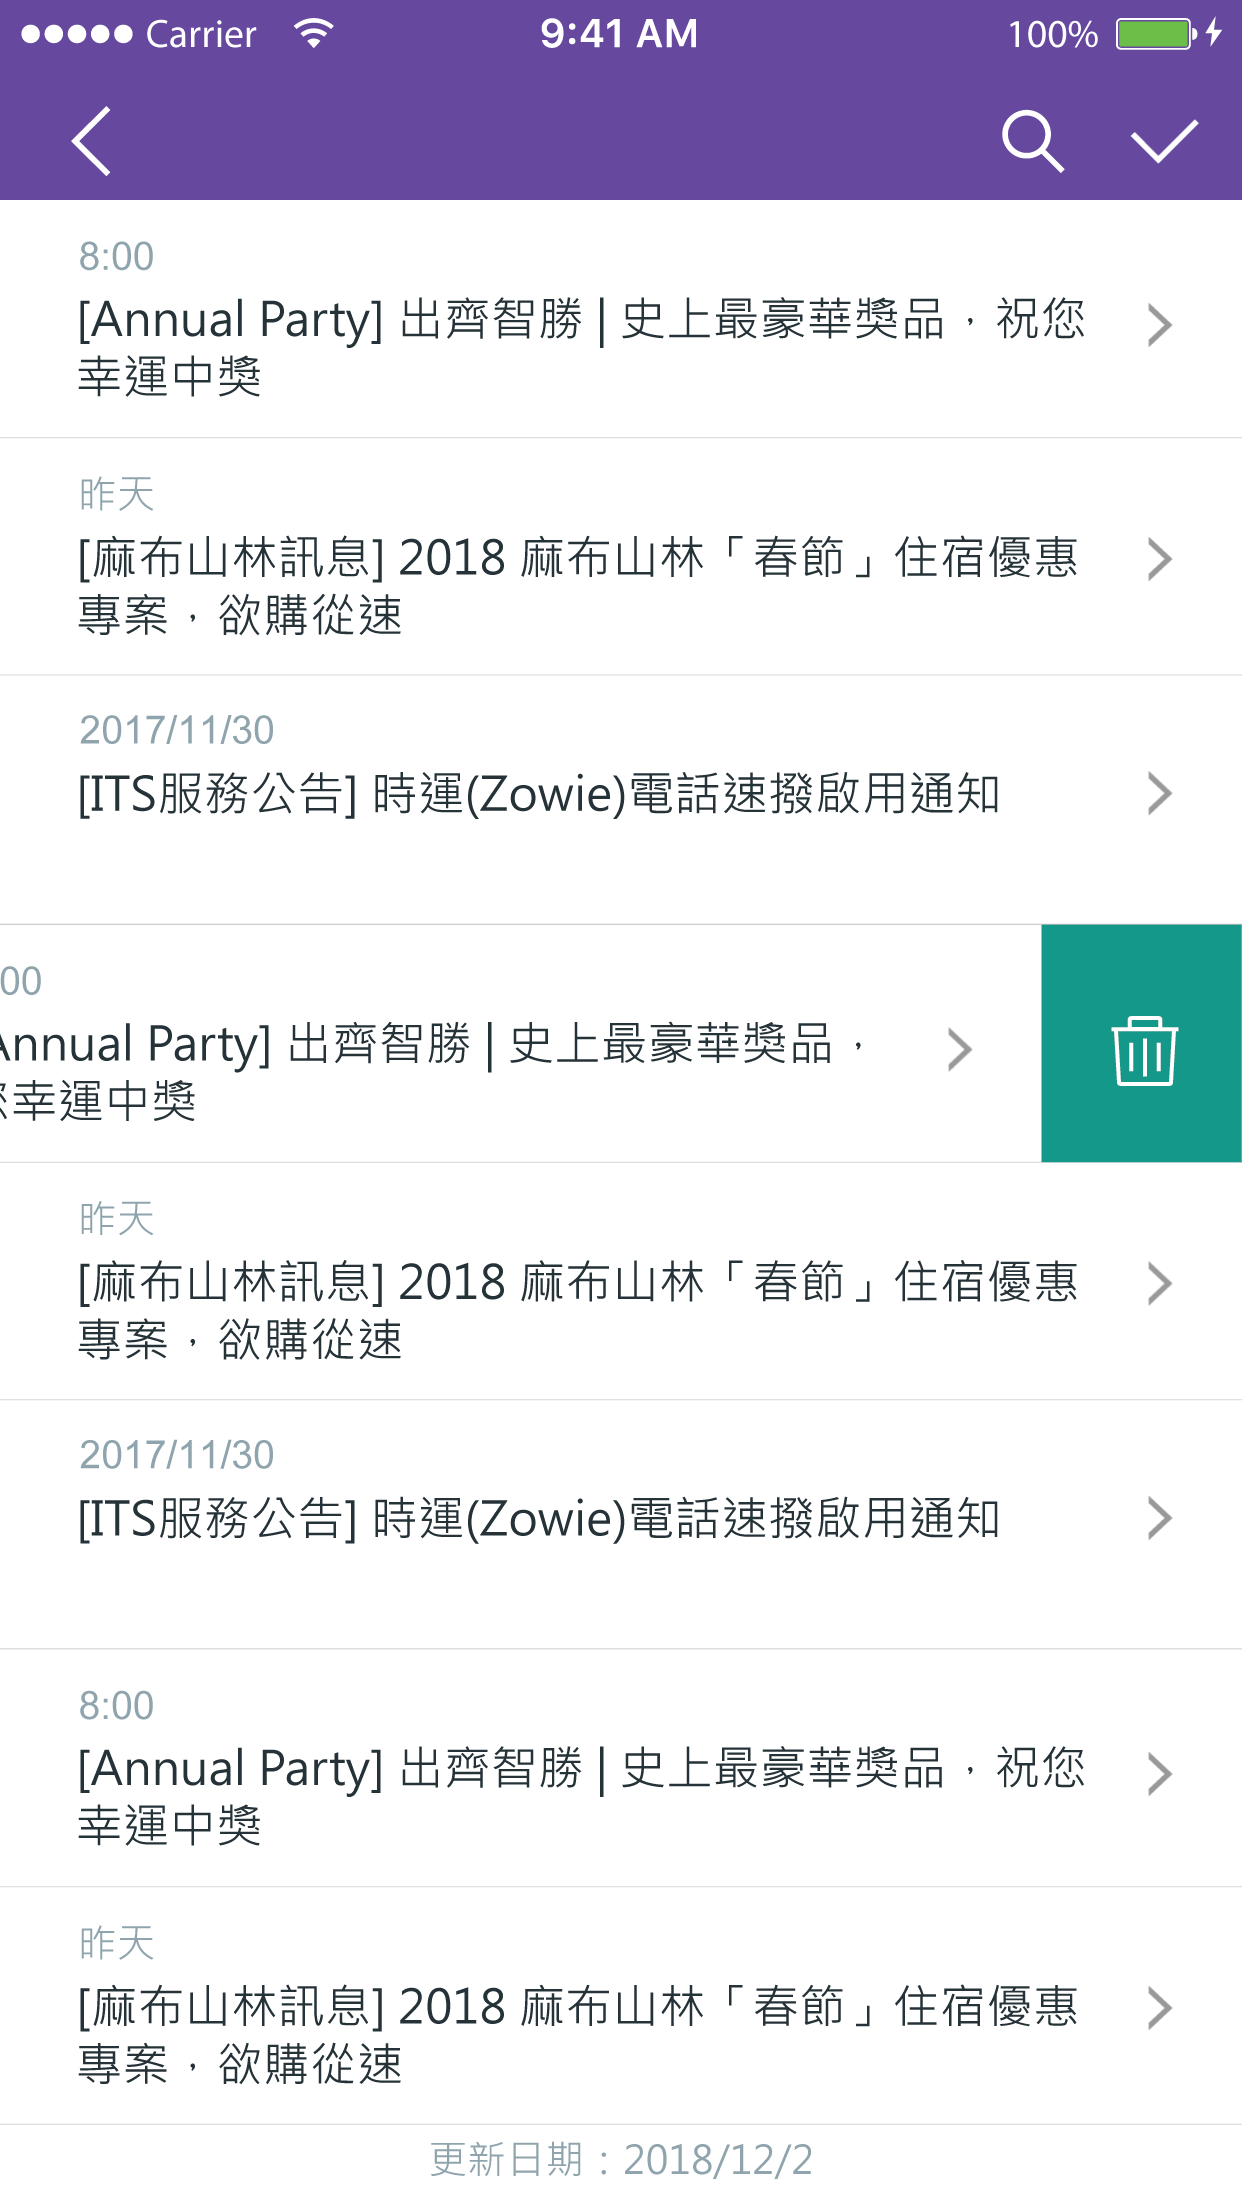 Carrier 9:41 AM 100%
8:00
[Annual Party] 出齊智勝 | 史上最豪華獎品，祝您
幸運中獎
昨天
[麻布山林訊息] 2018 麻布山林「春節」住宿優惠
專案，欲購從速
2017/11/30
[ITS服務公告] 時運(Zowie)電話速撥啟用通知
00
Annual Party] 出齊智勝 | 史上最豪華獎品，
您幸運中獎
昨天
[麻布山林訊息] 2018 麻布山林「春節」住宿優惠
專案，欲購從速
2017/11/30
[ITS服務公告] 時運(Zowie)電話速撥啟用通知
8:00
[Annual Party] 出齊智勝 | 史上最豪華獎品，祝您
幸運中獎
昨天
[麻布山林訊息] 2018 麻布山林「春節」住宿優惠
專案，欲購從速
更新日期：2018/12/2